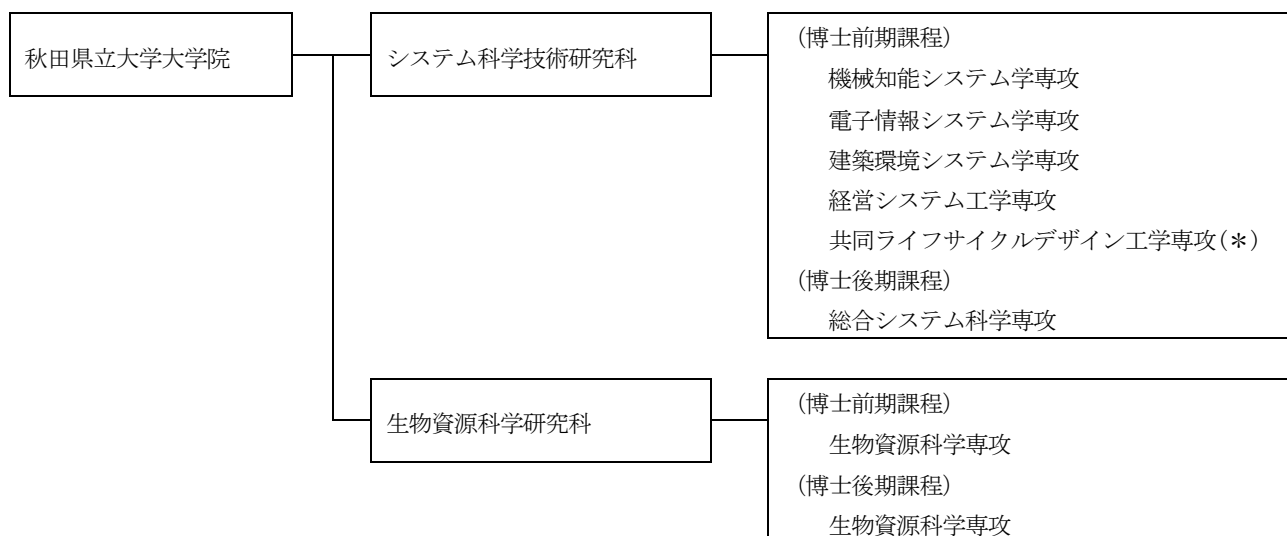 秋田県立大学大学院
システム科学技術研究科
(博士前期課程)
機械知能システム学専攻
電子情報システム学専攻
建築環境システム学専攻
経営システム工学専攻
共同ライフサイクルデザイン工学専攻(＊)
(博士後期課程)
総合システム科学専攻
生物資源科学研究科
(博士前期課程)
生物資源科学専攻
(博士後期課程)
生物資源科学専攻